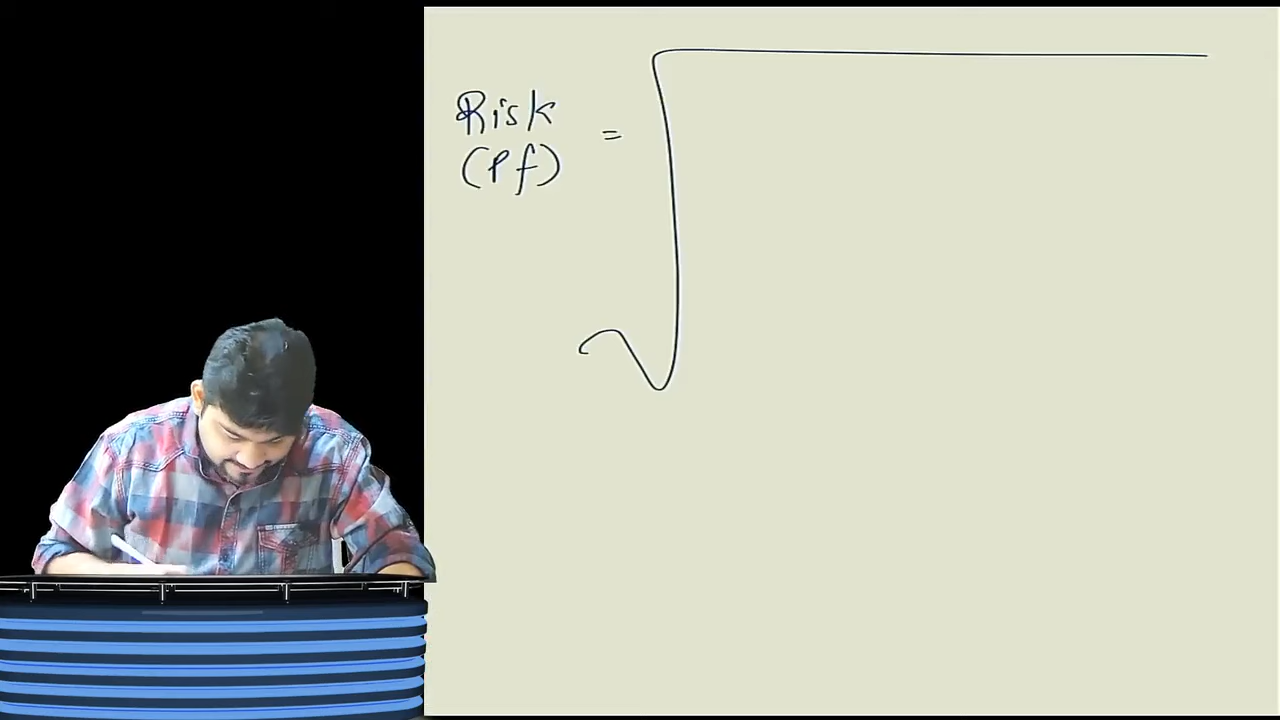 Risk
(Pf) = √